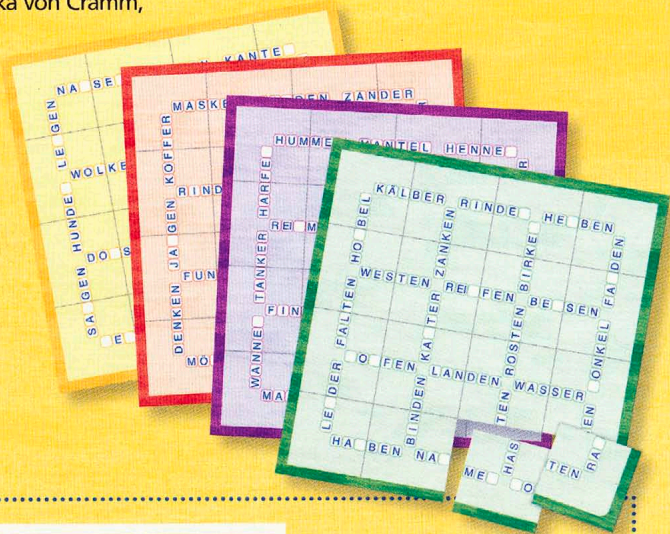 ka von Cramm,
KANTE
NA SE
LE GEN
WOLKE
HUNDE
DO S
SA GEN
E
MASKE
DEN
ZANDER
KOFFER
RIND
JA GEN
FUN
DENKEN
MÖ
HUMME
MANTEL
HENNE
R
HARFE
REI M
TANKER
FIN
WANNE
MA
KÄLBER
RINDE
HE BEN
HO BEL
ZANKEN
BIRKE
FA DEN
WESTEN
REI FEN
BE SEN
FALTEN
KA TER
ROSTEN
ONKEL
O FEN
LANDEN
WASSER
LE DER
BINDEN
TEN
EN
HA BEN
NA
ME
HAS
O
TEN
RA